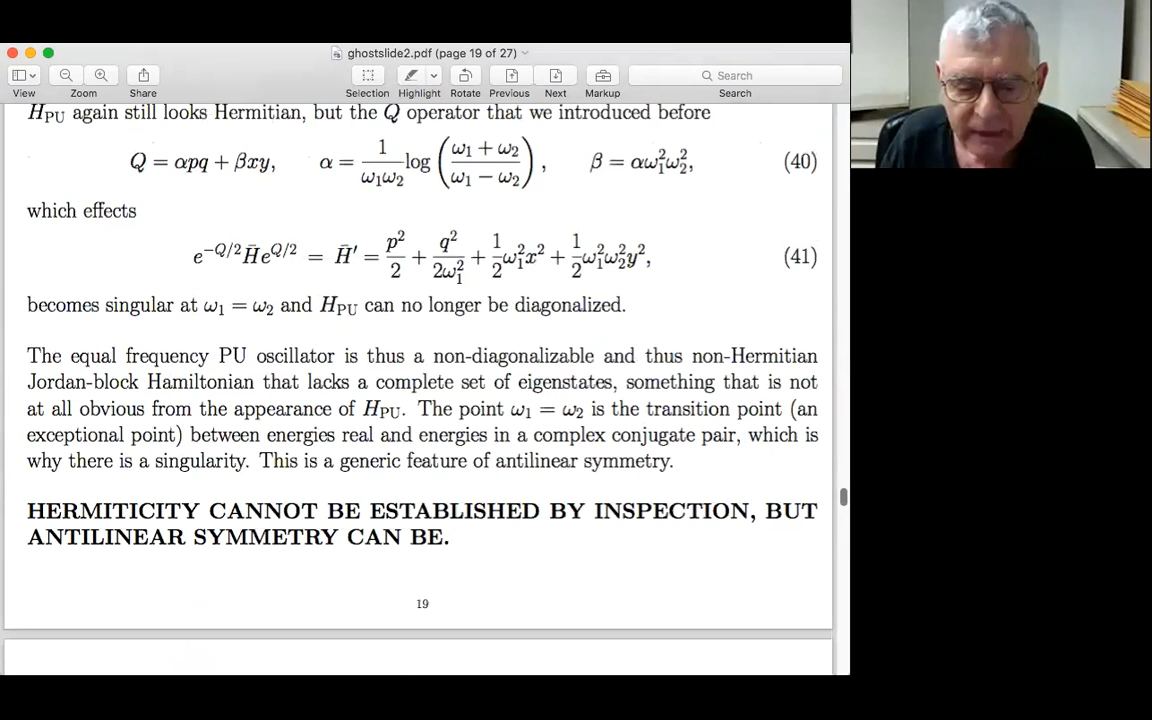 ghostslide2.pdf (page 19 of 27)
Search
View
Zoom
Share
Selection
Highlight
Rotate
Previous
Next
Markup
Search
H_PU again still looks Hermitian, but the Q operator that we introduced before
Q = αpq + βxy, α = 1/(ω₁ω₂) log((ω₁ + ω₂)/(ω₁ − ω₂)), β = αω₁²ω₂², (40)
which effects
e^{−Q/2}H̄e^{Q/2} = H̄′ = p²/2 + q²/(2ω₁²) + 1/2 ω₁²x² + 1/2 ω₁²ω₂²y², (41)
becomes singular at ω₁ = ω₂ and H_PU can no longer be diagonalized.
The equal frequency PU oscillator is thus a non-diagonalizable and thus non-Hermitian
Jordan-block Hamiltonian that lacks a complete set of eigenstates, something that is not
at all obvious from the appearance of H_PU. The point ω₁ = ω₂ is the transition point (an
exceptional point) between energies real and energies in a complex conjugate pair, which is
why there is a singularity. This is a generic feature of antilinear symmetry.
HERMITICITY CANNOT BE ESTABLISHED BY INSPECTION, BUT
ANTILINEAR SYMMETRY CAN BE.
19